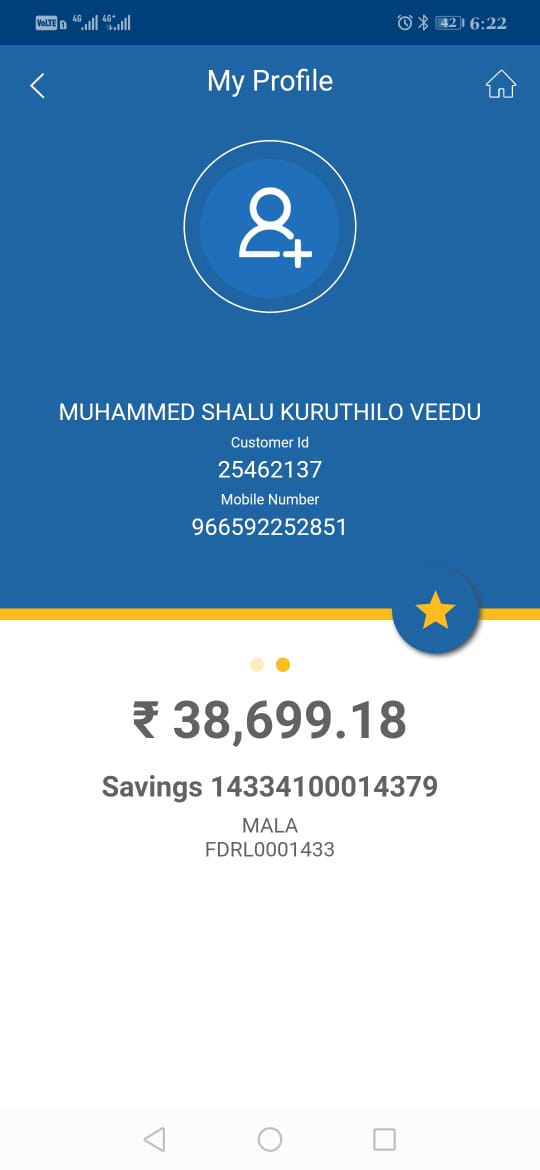 VoLTE 4G 4G+ 42 6:22
My Profile
MUHAMMED SHALU KURUTHILO VEEDU
Customer Id
25462137
Mobile Number
966592252851
₹ 38,699.18
Savings 14334100014379
MALA
FDRL0001433